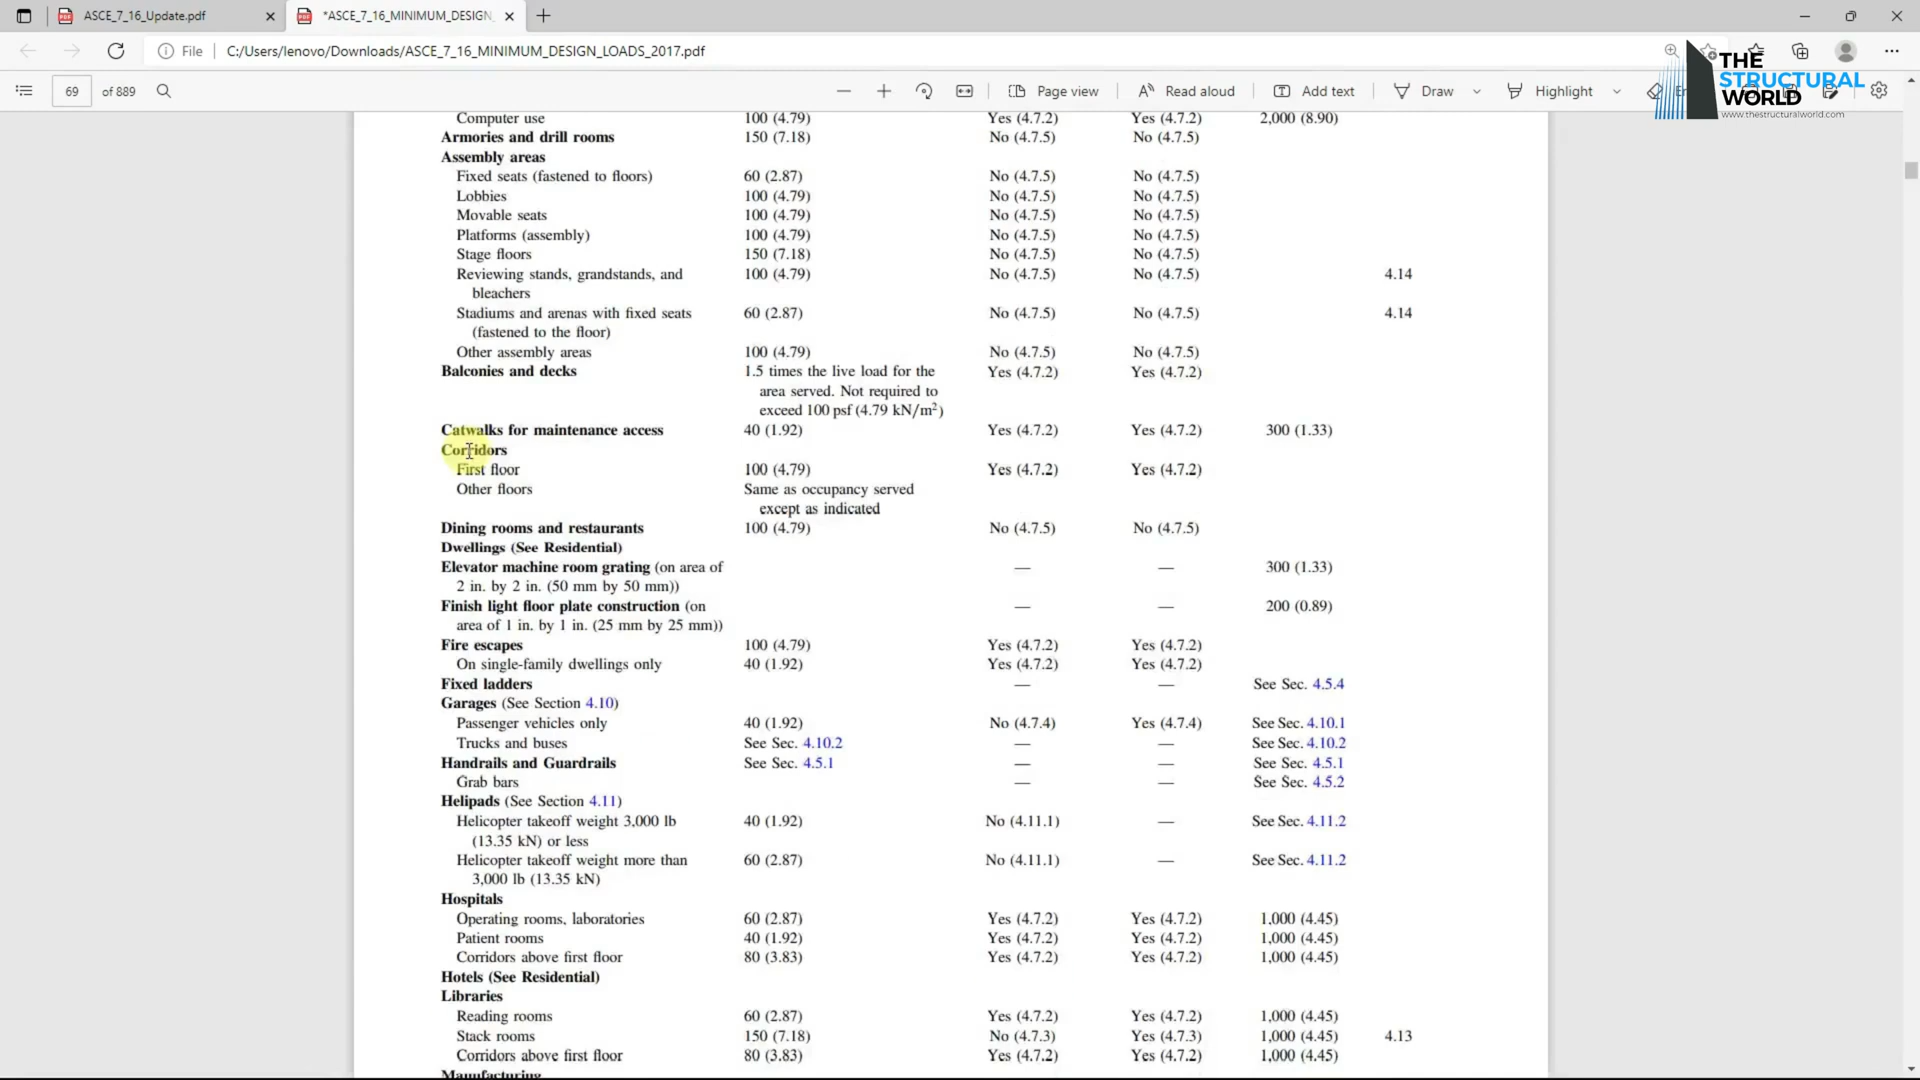 ASCE_7_16_Update.pdf
*ASCE_7_16_MINIMUM_DESIGN_
File C:/Users/lenovo/Downloads/ASCE_7_16_MINIMUM_DESIGN_LOADS_2017.pdf
THE
STRUCTURAL
WORLD
www.thestructuralworld.com
69 of 889 Page view Read aloud Add text Draw Highlight
Computer use 100 (4.79) Yes (4.7.2) Yes (4.7.2) 2,000 (8.90)
Armories and drill rooms 150 (7.18) No (4.7.5) No (4.7.5)
Assembly areas
Fixed seats (fastened to floors) 60 (2.87) No (4.7.5) No (4.7.5)
Lobbies 100 (4.79) No (4.7.5) No (4.7.5)
Movable seats 100 (4.79) No (4.7.5) No (4.7.5)
Platforms (assembly) 100 (4.79) No (4.7.5) No (4.7.5)
Stage floors 150 (7.18) No (4.7.5) No (4.7.5)
Reviewing stands, grandstands, and 100 (4.79) No (4.7.5) No (4.7.5) 4.14
bleachers
Stadiums and arenas with fixed seats 60 (2.87) No (4.7.5) No (4.7.5) 4.14
(fastened to the floor)
Other assembly areas 100 (4.79) No (4.7.5) No (4.7.5)
Balconies and decks 1.5 times the live load for the Yes (4.7.2) Yes (4.7.2)
area served. Not required to
exceed 100 psf (4.79 kN/m²)
Catwalks for maintenance access 40 (1.92) Yes (4.7.2) Yes (4.7.2) 300 (1.33)
Corridors
First floor 100 (4.79) Yes (4.7.2) Yes (4.7.2)
Other floors Same as occupancy served
except as indicated
Dining rooms and restaurants 100 (4.79) No (4.7.5) No (4.7.5)
Dwellings (See Residential)
Elevator machine room grating (on area of — — 300 (1.33)
2 in. by 2 in. (50 mm by 50 mm))
Finish light floor plate construction (on — — 200 (0.89)
area of 1 in. by 1 in. (25 mm by 25 mm))
Fire escapes 100 (4.79) Yes (4.7.2) Yes (4.7.2)
On single-family dwellings only 40 (1.92) Yes (4.7.2) Yes (4.7.2)
Fixed ladders — — See Sec. 4.5.4
Garages (See Section 4.10)
Passenger vehicles only 40 (1.92) No (4.7.4) Yes (4.7.4) See Sec. 4.10.1
Trucks and buses See Sec. 4.10.2 — — See Sec. 4.10.2
Handrails and Guardrails See Sec. 4.5.1 — — See Sec. 4.5.1
Grab bars — — See Sec. 4.5.2
Helipads (See Section 4.11)
Helicopter takeoff weight 3,000 lb 40 (1.92) No (4.11.1) — See Sec. 4.11.2
(13.35 kN) or less
Helicopter takeoff weight more than 60 (2.87) No (4.11.1) — See Sec. 4.11.2
3,000 lb (13.35 kN)
Hospitals
Operating rooms, laboratories 60 (2.87) Yes (4.7.2) Yes (4.7.2) 1,000 (4.45)
Patient rooms 40 (1.92) Yes (4.7.2) Yes (4.7.2) 1,000 (4.45)
Corridors above first floor 80 (3.83) Yes (4.7.2) Yes (4.7.2) 1,000 (4.45)
Hotels (See Residential)
Libraries
Reading rooms 60 (2.87) Yes (4.7.2) Yes (4.7.2) 1,000 (4.45)
Stack rooms 150 (7.18) No (4.7.3) Yes (4.7.3) 1,000 (4.45) 4.13
Corridors above first floor 80 (3.83) Yes (4.7.2) Yes (4.7.2) 1,000 (4.45)
Manufacturing